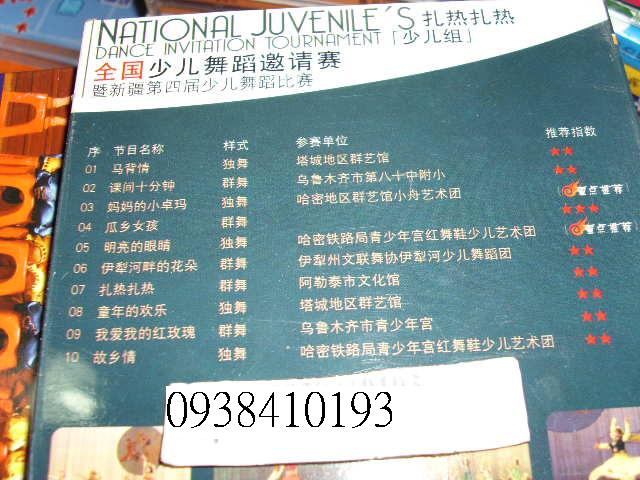 NATIONAL JUVENILE´S 扎热扎热
DANCE INVITATION TOURNAMENT「少儿组」
全国少儿舞蹈邀请赛
暨新疆第四届少儿舞蹈比赛
序 节目名称 样式 参赛单位 推荐指数
01 马背情 独舞 塔城地区群艺馆 ★★
02 课间十分钟 群舞 乌鲁木齐市第八十中附小 ★★
03 妈妈的小卓玛 独舞 哈密地区群艺馆小舟艺术团 重点推荐
04 瓜乡女孩 群舞 ★★★
05 明亮的眼睛 独舞 哈密铁路局青少年宫红舞鞋少儿艺术团 重点推荐
06 伊犁河畔的花朵 群舞 伊犁州文联舞协伊犁河少儿舞蹈团 ★★
07 扎热扎热 群舞 阿勒泰市文化馆 ★★
08 童年的欢乐 独舞 塔城地区群艺馆 ★★
09 我爱我的红玫瑰 群舞 乌鲁木齐市青少年宫 ★★
10 故乡情 独舞 哈密铁路局青少年宫红舞鞋少儿艺术团 ★★
0938410193